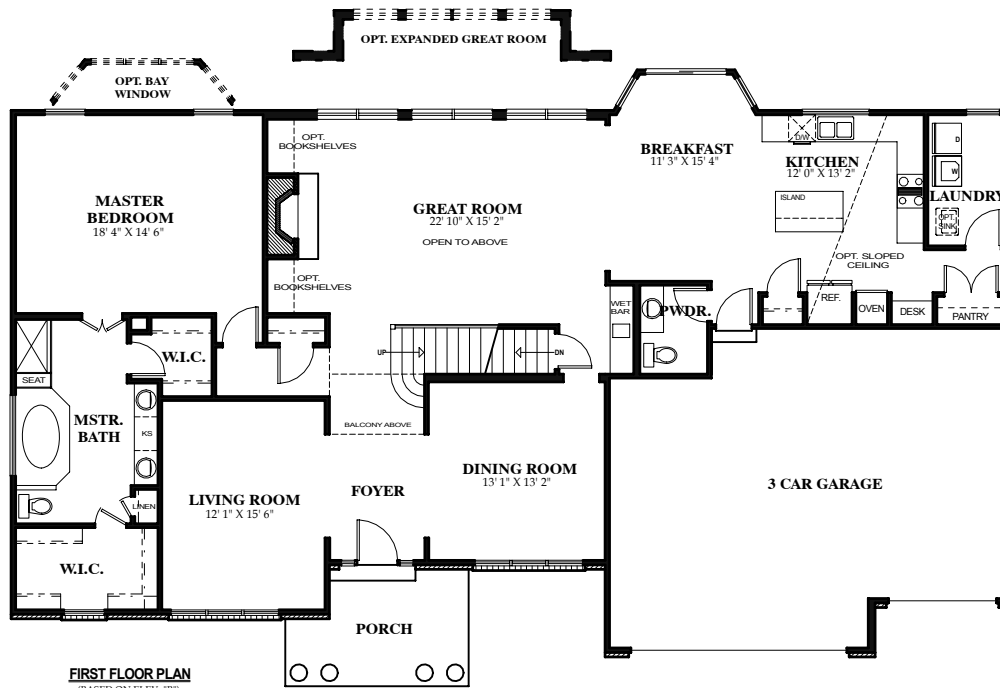 OPT. EXPANDED GREAT ROOM
OPT. BAY
WINDOW
OPT.
BOOKSHELVES
MASTER
BEDROOM
18' 4" X 14' 6"
GREAT ROOM
22' 10" X 15' 2"
OPEN TO ABOVE
OPT.
BOOKSHELVES
BREAKFAST
11' 3" X 15' 4"
D/W
KITCHEN
12' 0" X 13' 2"
ISLAND
OPT. SLOPED
CEILING
D
W
LAUNDRY
OPT.
SINK
REF.
OVEN
DESK
PANTRY
WET
BAR
PWDR.
UP
DN
W.I.C.
SEAT
MSTR.
BATH
KS
LINEN
W.I.C.
BALCONY ABOVE
LIVING ROOM
12' 1" X 15' 6"
FOYER
DINING ROOM
13' 1" X 13' 2"
3 CAR GARAGE
PORCH
FIRST FLOOR PLAN
(BASED ON ELEV. "B")